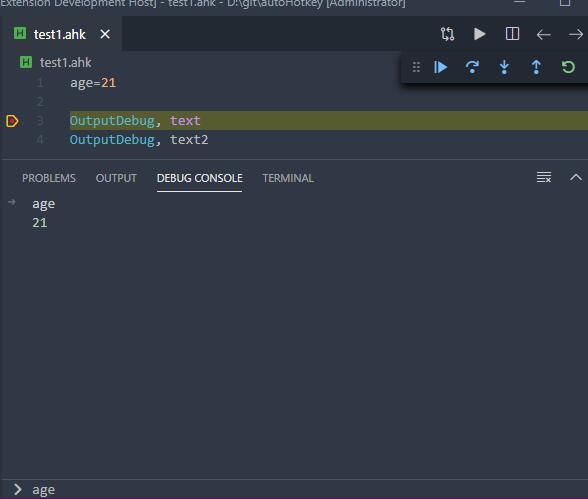 Extension Development Host] - test1.ahk - D:\git\autoHotkey [Administrator]
test1.ahk
test1.ahk
1 age=21
2
3 OutputDebug, text
4 OutputDebug, text2
PROBLEMS OUTPUT DEBUG CONSOLE TERMINAL
age
21
age